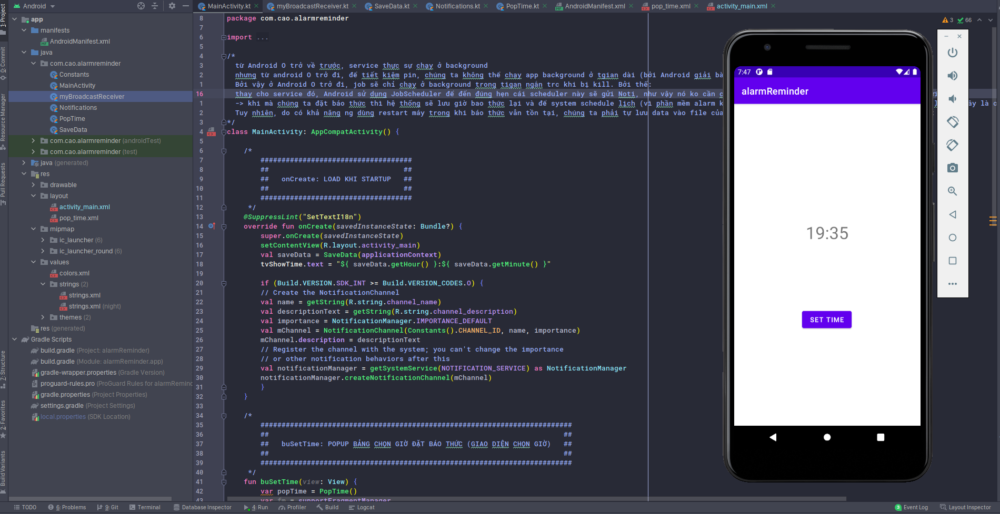 Android
MainActivity.kt
myBroadcastReceiver.kt
SaveData.kt
Notifications.kt
PopTime.kt
AndroidManifest.xml
pop_time.xml
activity_main.xml
1: Project
0: Commit
Resource Manager
Pull Requests
7: Structure
2: Favorites
Build Variants
app
manifests
AndroidManifest.xml
java
com.cao.alarmreminder
Constants
MainActivity
myBroadcastReceiver
Notifications
PopTime
SaveData
com.cao.alarmreminder (androidTest)
com.cao.alarmreminder (test)
java (generated)
res
drawable
layout
activity_main.xml
pop_time.xml
mipmap
ic_launcher (6)
ic_launcher_round (6)
values
colors.xml
strings (2)
strings.xml
strings.xml (night)
themes (2)
res (generated)
Gradle Scripts
build.gradle (Project: alarmReminder)
build.gradle (Module: alarmReminder.app)
gradle-wrapper.properties (Gradle Version)
proguard-rules.pro (ProGuard Rules for alarmRemind
gradle.properties (Project Properties)
settings.gradle (Project Settings)
local.properties (SDK Location)
3 66
8 package com.cao.alarmreminder
7
6 import ...
5
4 /*
3 từ Android O trở về trước, service thực sự chạy ở background
2 nhưng từ android O trở đi, để tiết kiệm pin, chúng ta không thể chạy app background ở tgian dài (bởi Android giải
1 Bởi vậy ở Android O trở đi, job sẽ chỉ chạy ở background trong tigan ngắn trc khi bị kill. Bởi thế:
16 thay cho service đó, Android sử dụng JobScheduler để đến đúng hẹn cái scheduler này sẽ gửi Noti, như vậy nó ko cần
1 -> khi mà chúng ta đặt báo thức thì hệ thống sẽ lưu giờ bao thức lại và để system schedule lịch (vì phần mềm alarm
2 Tuy nhiên, do có khả năng ng dùng restart máy trong khi báo thức vẫn tồn tại, chúng ta phải tự lưu data vào file của
3 */
4 class MainActivity: AppCompatActivity() {
5
6 /*
7 ####################################
8 ## ##
9 ## onCreate: LOAD KHI STARTUP ##
10 ## ##
11 ####################################
12 */
13 @SuppressLint("SetTextI18n")
14 override fun onCreate(savedInstanceState: Bundle?) {
15 super.onCreate(savedInstanceState)
16 setContentView(R.layout.activity_main)
17 val saveData = SaveData(applicationContext)
18 tvShowTime.text = "${ saveData.getHour() }:${ saveData.getMinute() }"
19
20 if (Build.VERSION.SDK_INT >= Build.VERSION_CODES.O) {
21 // Create the NotificationChannel
22 val name = getString(R.string.channel_name)
23 val descriptionText = getString(R.string.channel_description)
24 val importance = NotificationManager.IMPORTANCE_DEFAULT
25 val mChannel = NotificationChannel(Constants().CHANNEL_ID, name, importance)
26 mChannel.description = descriptionText
27 // Register the channel with the system; you can't change the importance
28 // or other notification behaviors after this
29 val notificationManager = getSystemService(NOTIFICATION_SERVICE) as NotificationManager
30 notificationManager.createNotificationChannel(mChannel)
31 }
32 }
33
34 /*
35 ##########################################################################
36 ## ##
37 ## buSetTime: POPUP BẢNG CHỌN GIỜ ĐẶT BÁO THỨC (GIAO DIỆN CHỌN GIỜ) ##
38 ## ##
39 ##########################################################################
40 */
41 fun buSetTime(view: View) {
42 var popTime = PopTime()
43 var fm = supportFragmentManager
7:47
alarmReminder
19:35
SET TIME
TODO
6: Problems
9: Git
Terminal
Database Inspector
4: Run
Profiler
Build
Logcat
3 Event Log
Layout Inspector